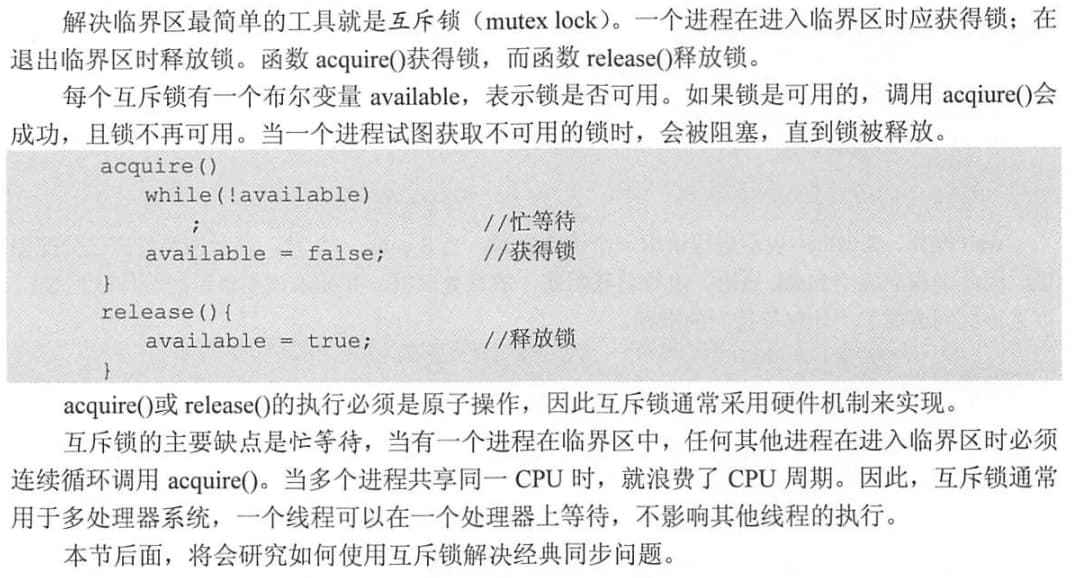 解决临界区最简单的工具就是互斥锁（mutex lock）。一个进程在进入临界区时应获得锁；在
退出临界区时释放锁。函数 acquire()获得锁，而函数 release()释放锁。
每个互斥锁有一个布尔变量 available，表示锁是否可用。如果锁是可用的，调用 acqiure()会
成功，且锁不再可用。当一个进程试图获取不可用的锁时，会被阻塞，直到锁被释放。
acquire()
while(!available)
; //忙等待
available = false; //获得锁
}
release(){
available = true; //释放锁
}
acquire()或 release()的执行必须是原子操作，因此互斥锁通常采用硬件机制来实现。
互斥锁的主要缺点是忙等待，当有一个进程在临界区中，任何其他进程在进入临界区时必须
连续循环调用 acquire()。当多个进程共享同一 CPU 时，就浪费了 CPU 周期。因此，互斥锁通常
用于多处理器系统，一个线程可以在一个处理器上等待，不影响其他线程的执行。
本节后面，将会研究如何使用互斥锁解决经典同步问题。